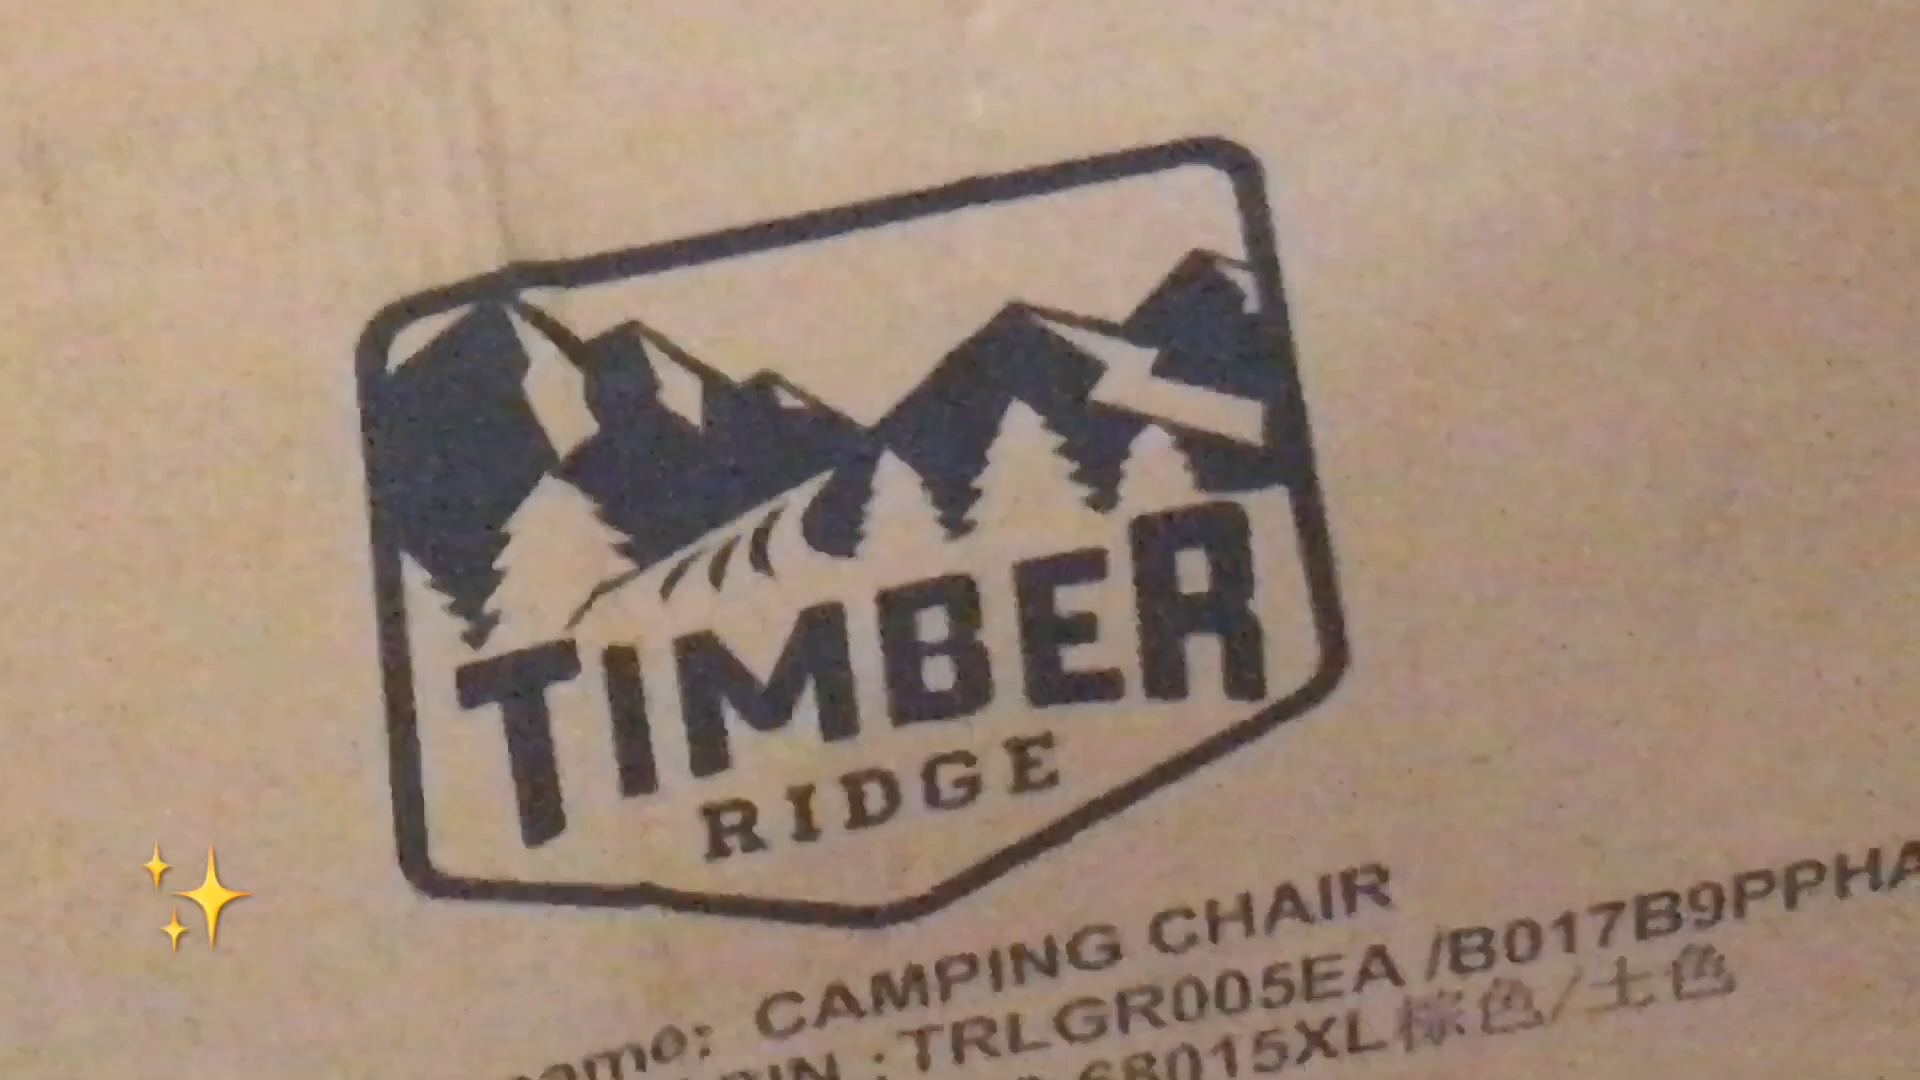 TIMBER
RIDGE
CAMPING CHAIR
: TRLGR005EA /B017B9PPHA
68015XL棕色/土色